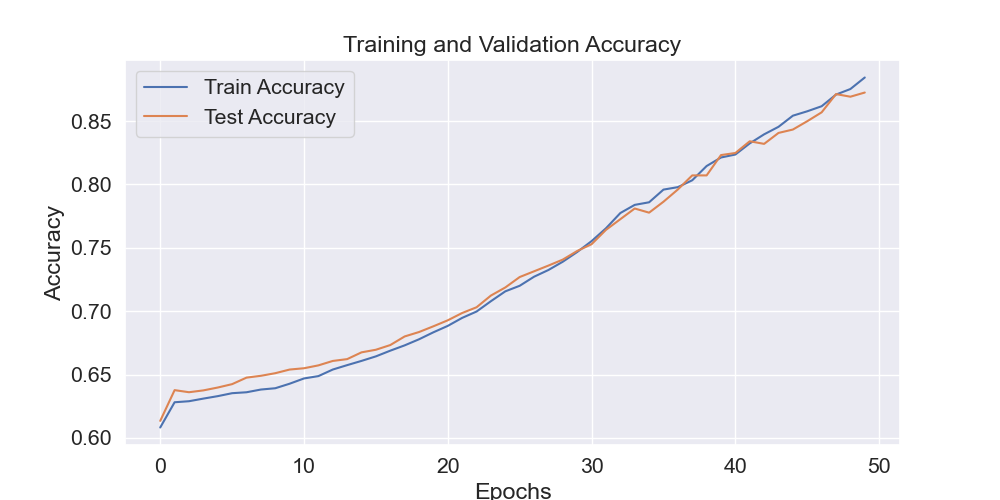 Training and Validation Accuracy
Train Accuracy
Test Accuracy
Accuracy
0.85
0.80
0.75
0.70
0.65
0.60
0 10 20 30 40 50
Epochs